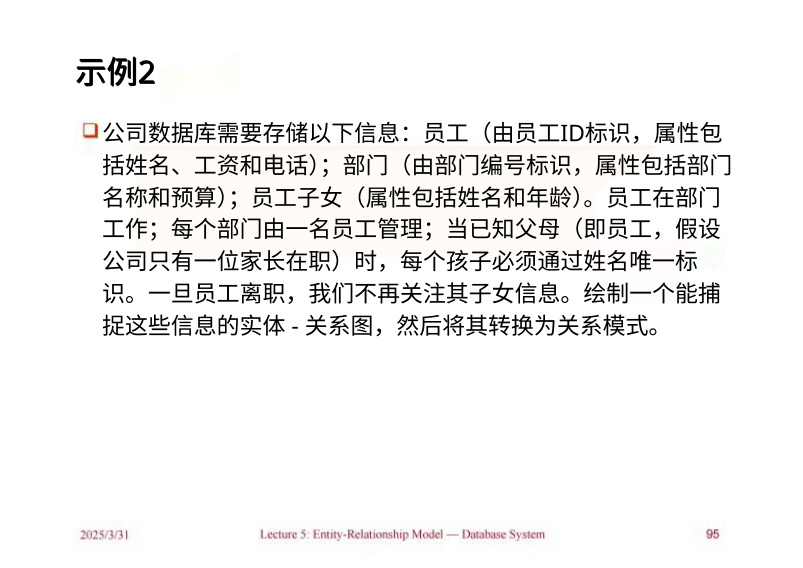 示例2
公司数据库需要存储以下信息：员工（由员工ID标识，属性包
括姓名、工资和电话）；部门（由部门编号标识，属性包括部门
名称和预算）；员工子女（属性包括姓名和年龄）。员工在部门
工作；每个部门由一名员工管理；当已知父母（即员工，假设
公司只有一位家长在职）时，每个孩子必须通过姓名唯一标
识。一旦员工离职，我们不再关注其子女信息。绘制一个能捕
捉这些信息的实体 - 关系图，然后将其转换为关系模式。
2025/3/31
Lecture 5: Entity-Relationship Model — Database System
95